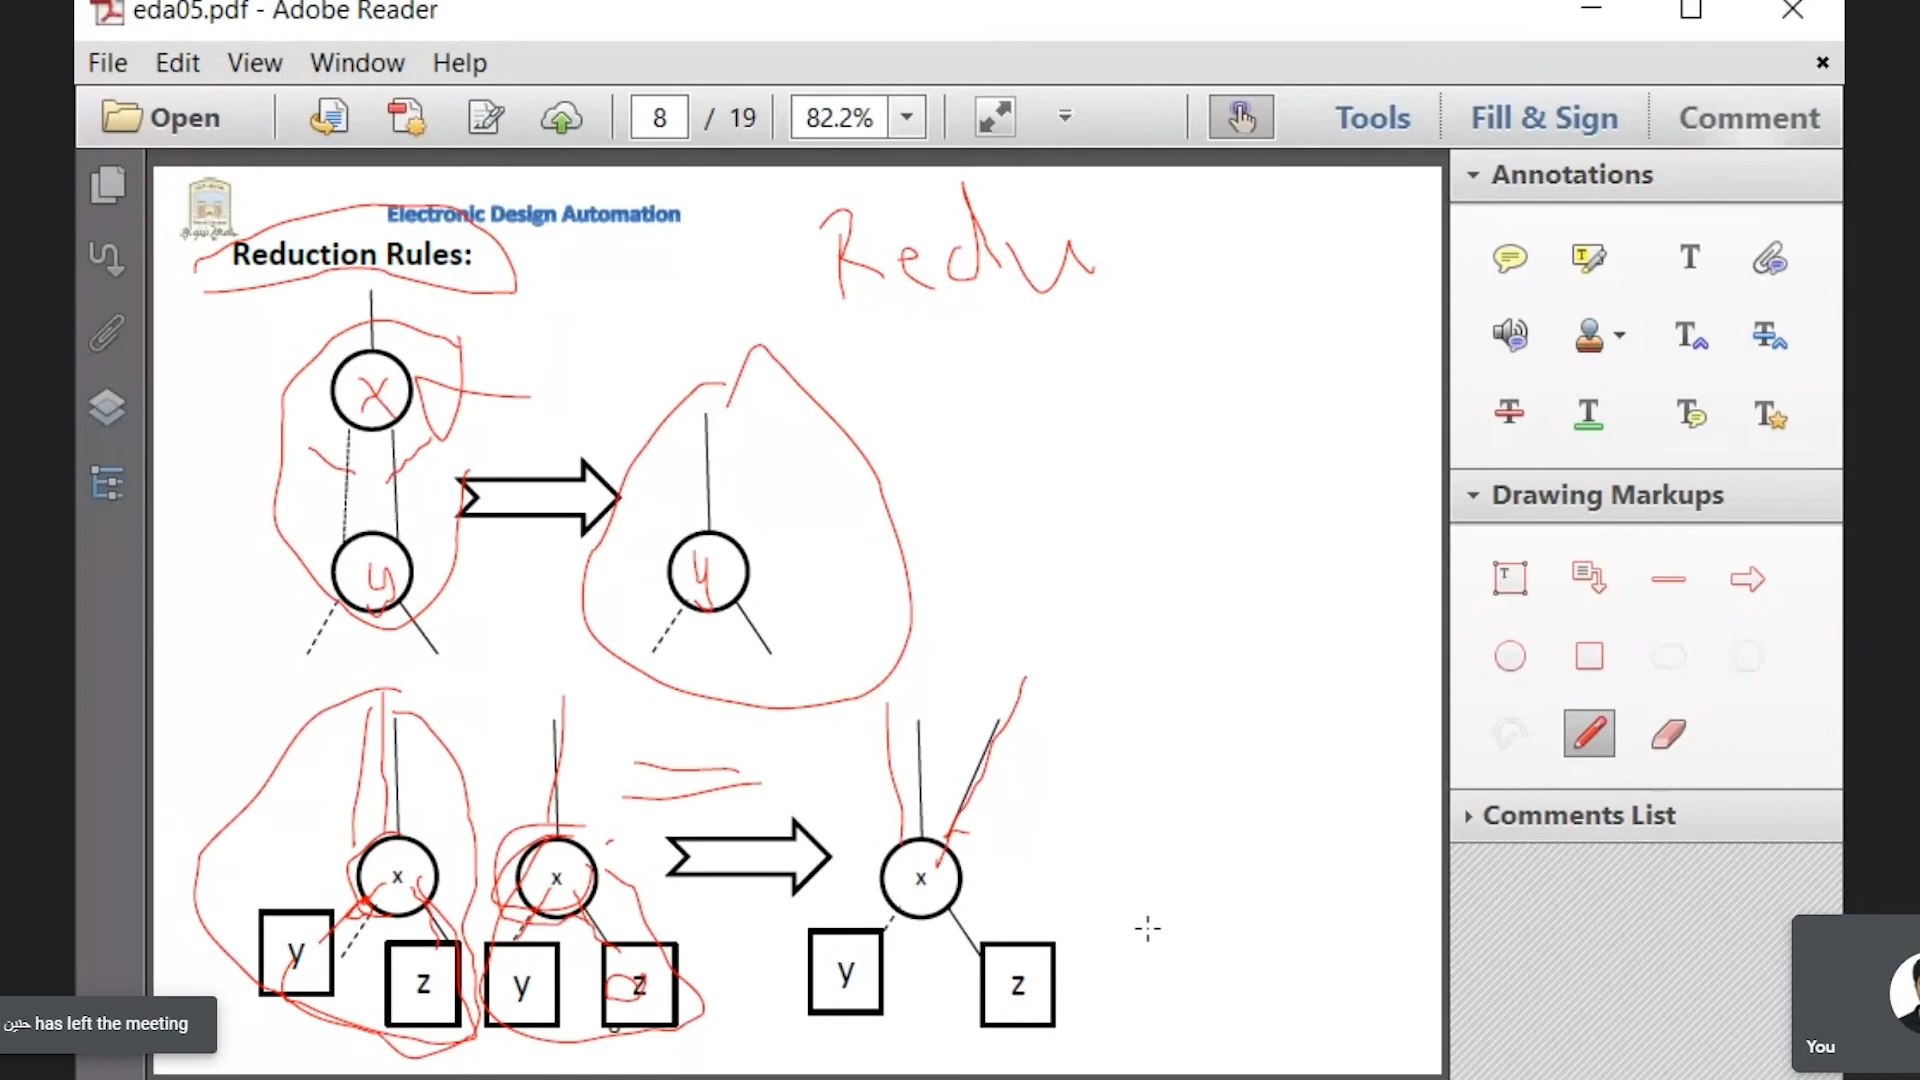 eda05.pdf - Adobe Reader
File Edit View Window Help
Open 8 / 19 82.2% Tools Fill & Sign Comment
Annotations
Electronic Design Automation
Reduction Rules:
Redu
x
y
y
Drawing Markups
Comments List
x x x
y z y z y z
حنين has left the meeting
You